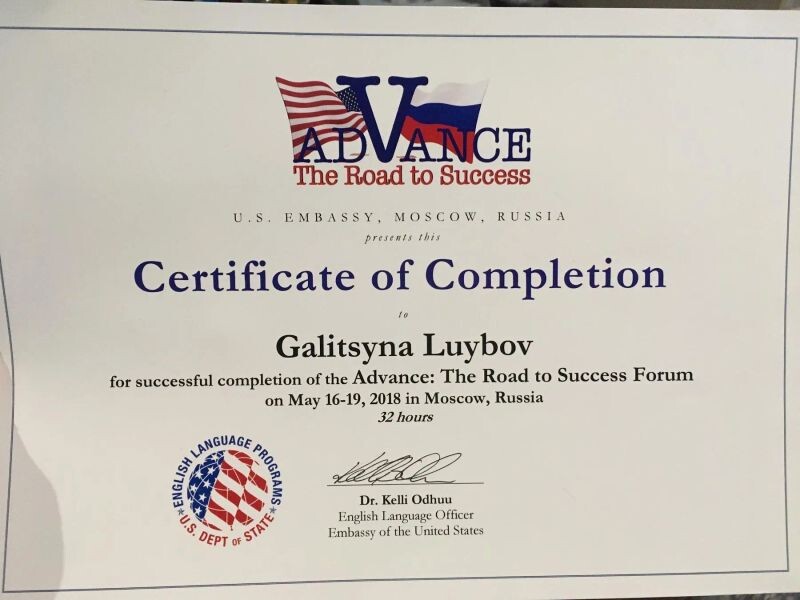 ADVANCE
The Road to Success
U.S. EMBASSY, MOSCOW, RUSSIA
presents this
Certificate of Completion
to
Galitsyna Luybov
for successful completion of the Advance: The Road to Success Forum
on May 16-19, 2018 in Moscow, Russia
32 hours
ENGLISH LANGUAGE PROGRAMS
U.S. DEPT OF STATE
Dr. Kelli Odhuu
English Language Officer
Embassy of the United States